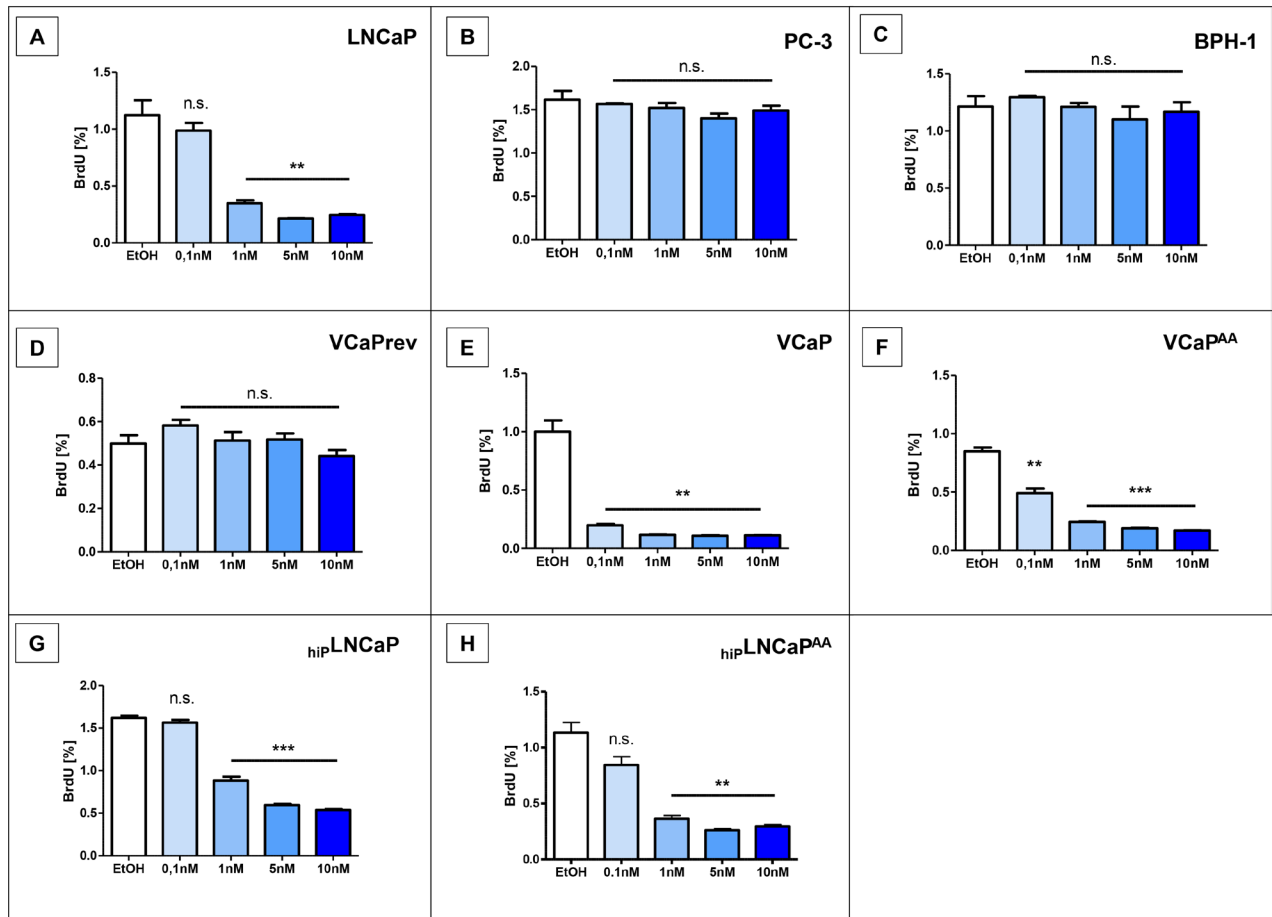 A
LNCaP
BrdU [%]
1.5
1.0
0.5
0.0
n.s.
**
EtOH 0,1nM 1nM 5nM 10nM
B
PC-3
BrdU [%]
2.0
1.5
1.0
0.5
0.0
n.s.
EtOH 0,1nM 1nM 5nM 10nM
C
BPH-1
BrdU [%]
1.5
1.0
0.5
0.0
n.s.
EtOH 0,1nM 1nM 5nM 10nM
D
VCaPrev
BrdU [%]
0.8
0.6
0.4
0.2
0.0
n.s.
EtOH 0,1nM 1nM 5nM 10nM
E
VCaP
BrdU [%]
1.5
1.0
0.5
0.0
**
EtOH 0,1nM 1nM 5nM 10nM
F
VCaPAA
BrdU [%]
1.5
1.0
0.5
0.0
**
***
EtOH 0,1nM 1nM 5nM 10nM
G
hiPLNCaP
BrdU [%]
2.0
1.5
1.0
0.5
0.0
n.s.
***
EtOH 0,1nM 1nM 5nM 10nM
H
hiPLNCaPAA
BrdU [%]
1.5
1.0
0.5
0.0
n.s.
**
EtOH 0.1nM 1nM 5nM 10nM